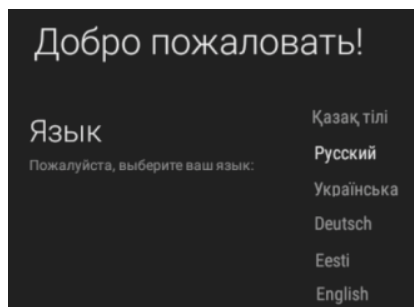 Добро пожаловать!
Язык
Пожалуйста, выберите ваш язык:
Қазақ тілі
Русский
Українська
Deutsch
Eesti
English